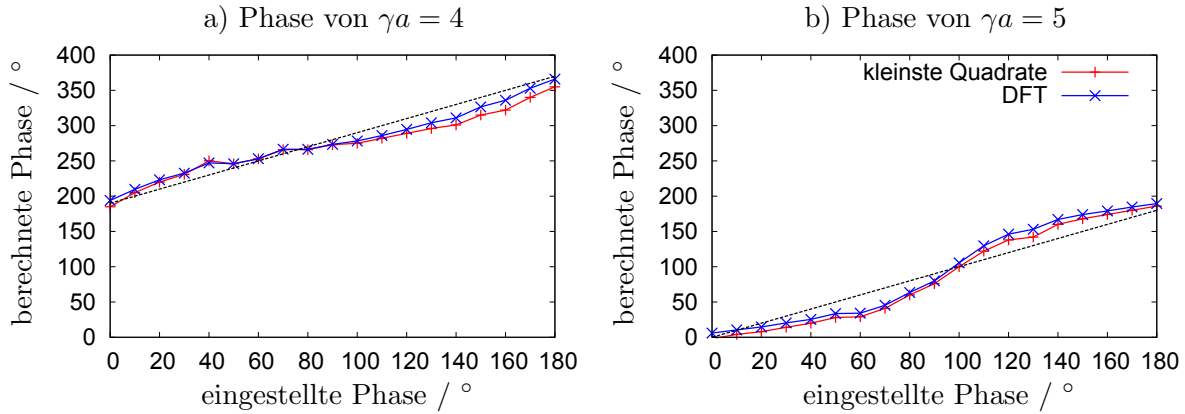 a) Phase von γa = 4
400
350
300
250
200
150
100
50
0
0 20 40 60 80 100 120 140 160 180
berechnete Phase / °
eingestellte Phase / °
b) Phase von γa = 5
kleinste Quadrate
DFT
400
350
300
250
200
150
100
50
0
0 20 40 60 80 100 120 140 160 180
berechnete Phase / °
eingestellte Phase / °